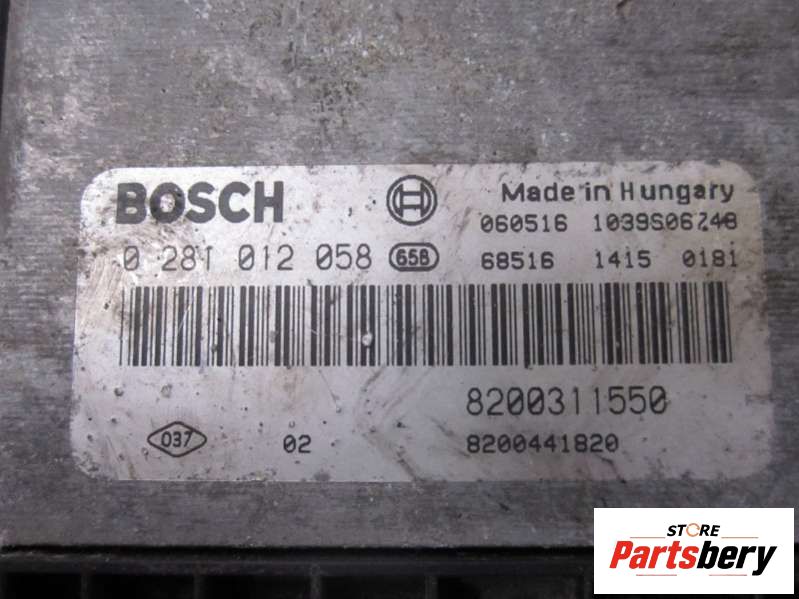 BOSCH Made in Hungary
060516 1039S06748
0 281 012 058 658 68516 1415 0181
8200311550
037 02 8200441820
STORE
Partsbery